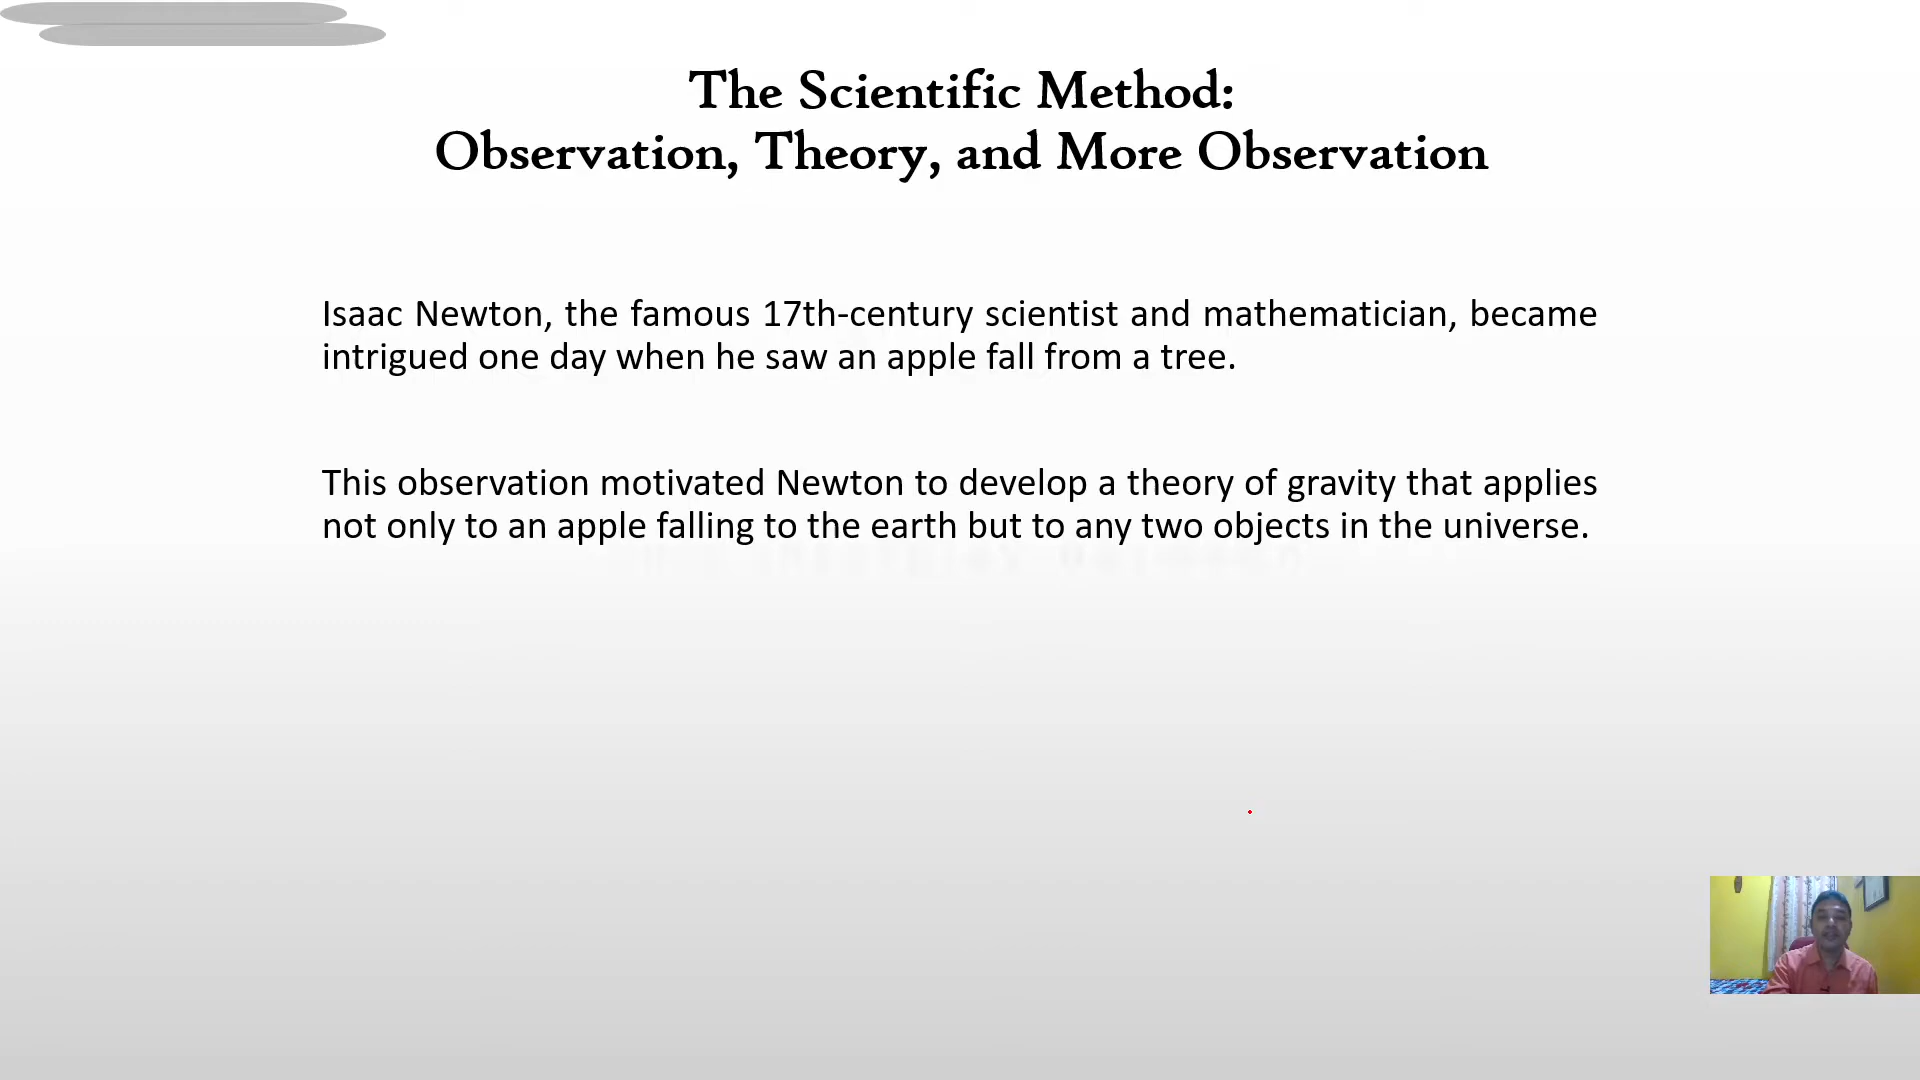 The Scientific Method:
Observation, Theory, and More Observation
Isaac Newton, the famous 17th-century scientist and mathematician, became
intrigued one day when he saw an apple fall from a tree.
This observation motivated Newton to develop a theory of gravity that applies
not only to an apple falling to the earth but to any two objects in the universe.